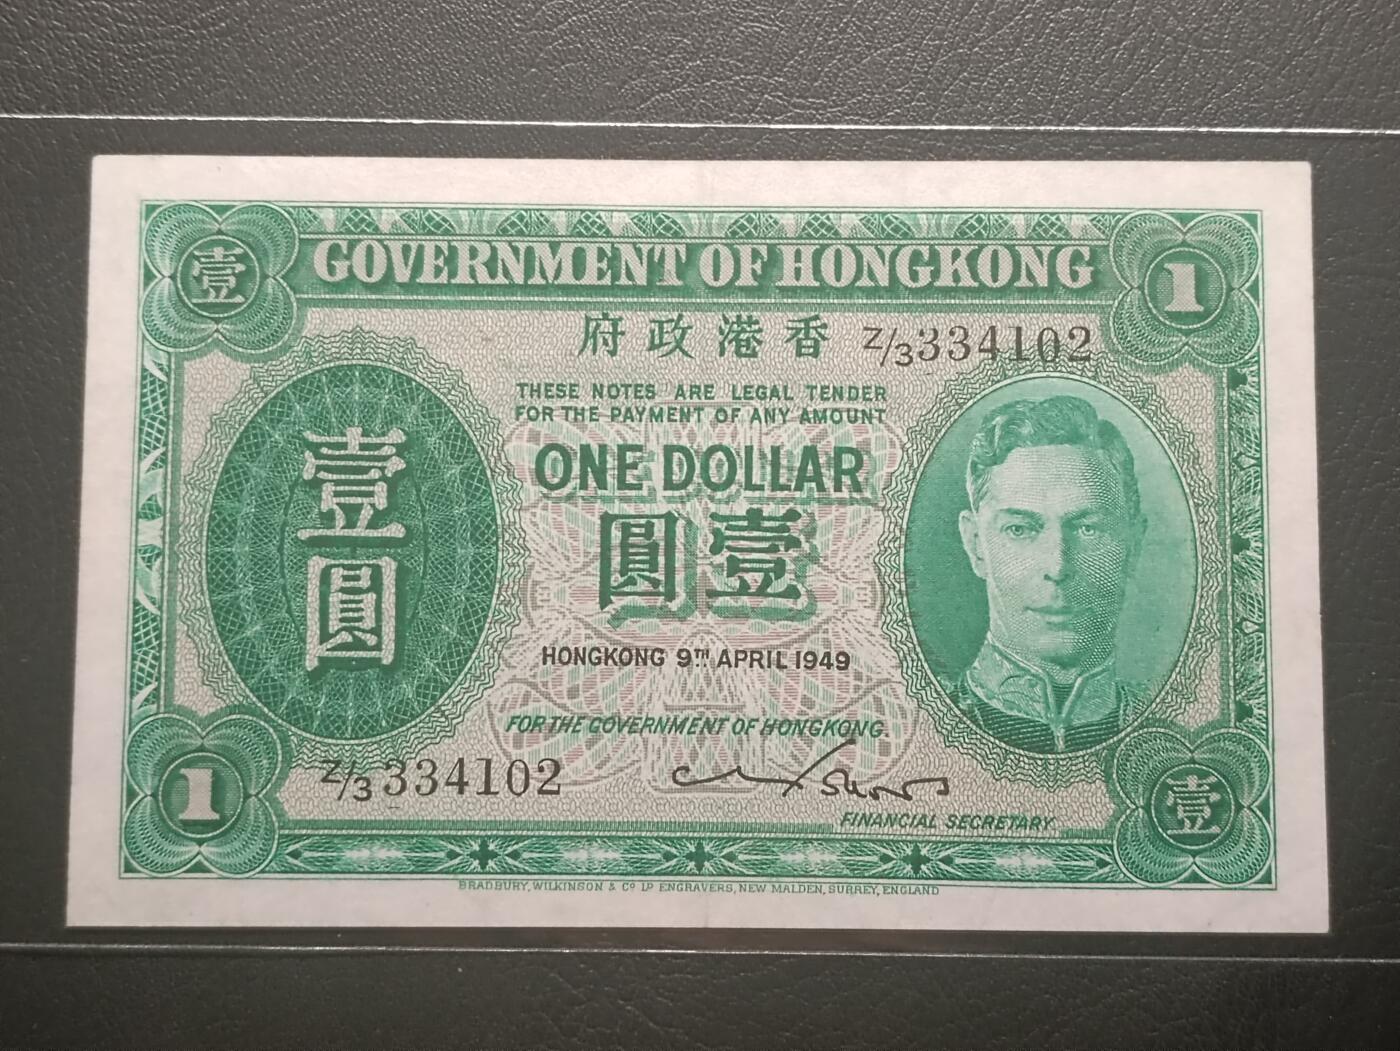 壹
GOVERNMENT OF HONGKONG
1
府政港香
Z/3 334102
THESE NOTES ARE LEGAL TENDER
FOR THE PAYMENT OF ANY AMOUNT
ONE DOLLAR
圓壹
壹圓
HONGKONG 9TH APRIL 1949
FOR THE GOVERNMENT OF HONGKONG.
Z/3 334102
FINANCIAL SECRETARY.
1
壹
BRADBURY, WILKINSON & Co LD ENGRAVERS, NEW MALDEN, SURREY, ENGLAND